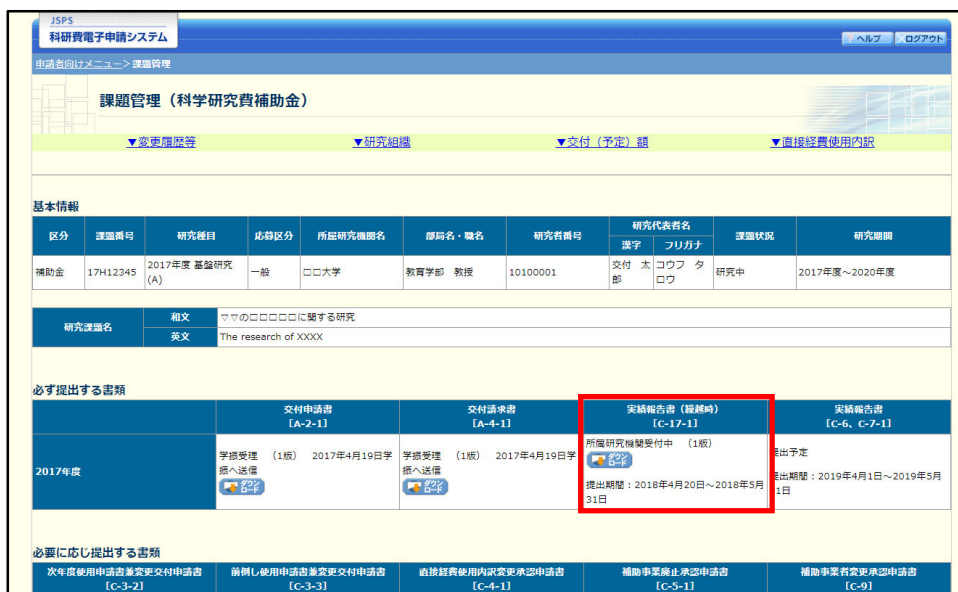 JSPS
科研費電子申請システム
ヘルプ ログアウト
申請者向けメニュー>課題管理
課題管理（科学研究費補助金）
▼変更履歴等 ▼研究組織 ▼交付（予定）額 ▼直接経費使用内訳
基本情報
区分 課題番号 研究種目 応募区分 所属研究機関名 部局名・職名 研究者番号 研究代表者名 課題状況 研究期間
漢字 フリガナ
補助金 17H12345 2017年度 基盤研究 一般 □□大学 教育学部 教授 10100001 交付 太 コウフ タ 研究中 2017年度～2020年度
(A) 郎 ロウ
研究課題名 和文 ▽▽の□□□□□に関する研究
英文 The research of XXXX
必ず提出する書類
交付申請書 交付請求書 実績報告書（繰越時） 実績報告書
[A-2-1] [A-4-1] [C-17-1] [C-6、C-7-1]
2017年度
学振受理 （1版） 2017年4月19日学
振へ送信
ダウンロード
学振受理 （1版） 2017年4月19日学
振へ送信
ダウンロード
所属研究機関受付中 （1版）
ダウンロード
提出期間：2018年4月20日～2018年5月
31日
提出予定
提出期間：2019年4月1日～2019年5月
31日
必要に応じ提出する書類
次年度使用申請書兼変更交付申請書 前倒し使用申請書兼変更交付申請書 直接経費使用内訳変更承認申請書 補助事業廃止承認申請書 補助事業者変更承認申請書
[C-3-2] [C-3-3] [C-4-1] [C-5-1] [C-9]